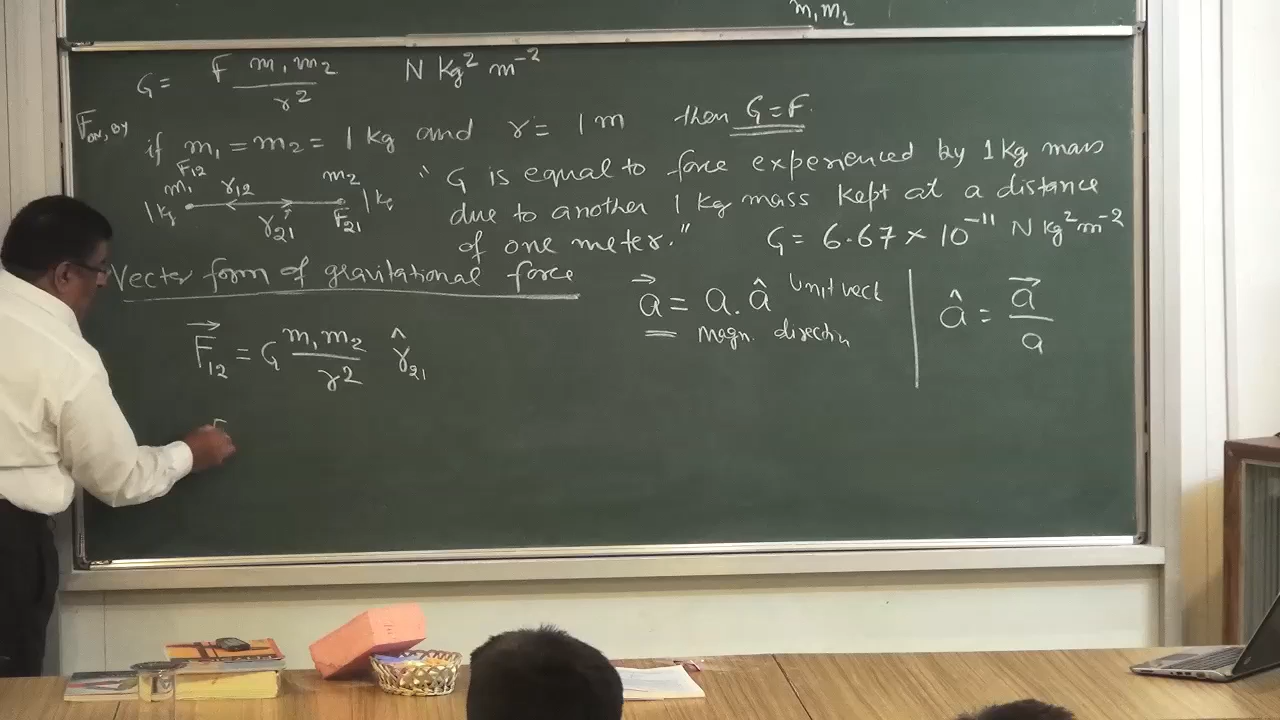 m₁m₂
G = F m₁m₂ / r² N Kg² m⁻²
F on, By
if m₁ = m₂ = 1 kg and r = 1 m then G = F.
F₁₂
m₁ r₁₂ m₂
1 kg r₂₁ F₂₁ 1 kg
"G is equal to force experienced by 1 Kg mass
due to another 1 kg mass kept at a distance
of one meter." G = 6.67 × 10⁻¹¹ N Kg² m⁻²
Vector form of gravitational force
a⃗ = a. â Unit vect
magn. directin
â = a⃗ / a
F⃗₁₂ = G m₁m₂ / r² r̂₂₁
F